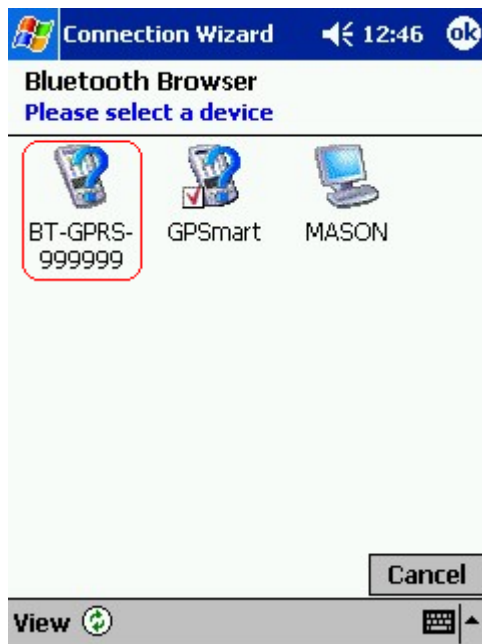 Connection Wizard 12:46 ok
Bluetooth Browser
Please select a device
BT-GPRS-
999999
GPSmart
MASON
Cancel
View